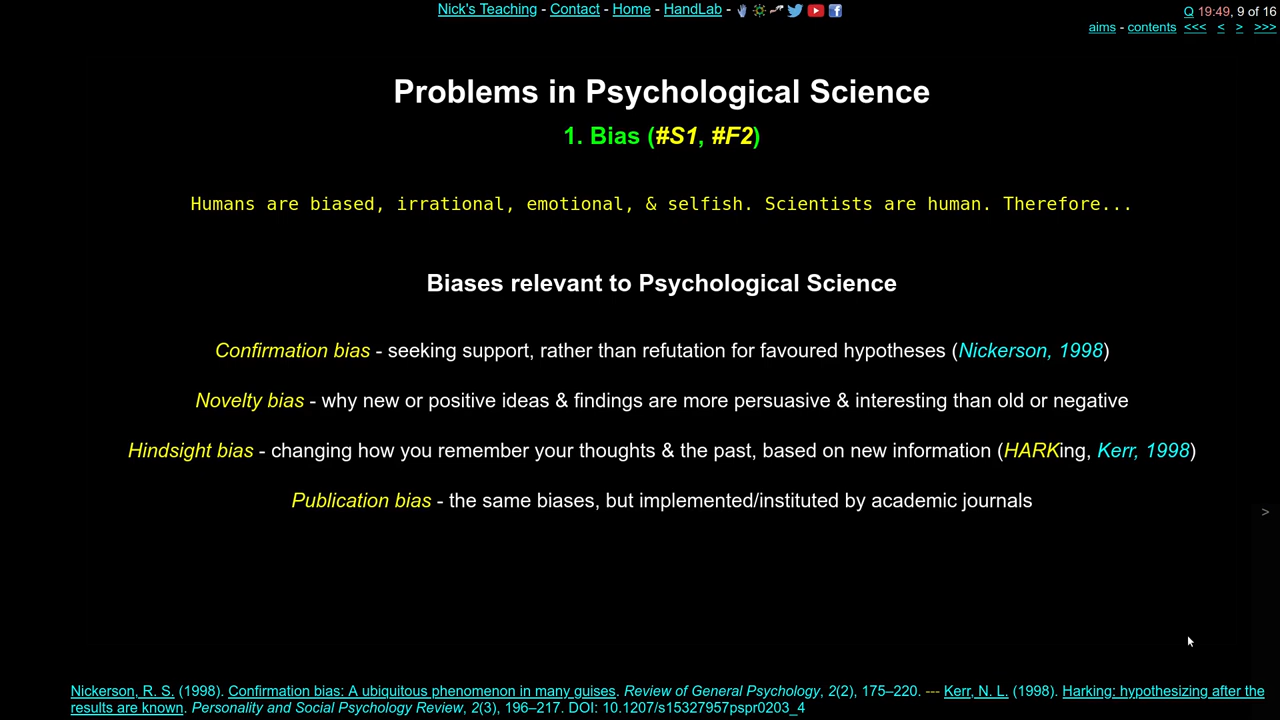 Nick's Teaching - Contact - Home - HandLab -
Q 19:49, 9 of 16
aims - contents <<< < > >>>
Problems in Psychological Science
1. Bias (#S1, #F2)
Humans are biased, irrational, emotional, & selfish. Scientists are human. Therefore...
Biases relevant to Psychological Science
Confirmation bias - seeking support, rather than refutation for favoured hypotheses (Nickerson, 1998)
Novelty bias - why new or positive ideas & findings are more persuasive & interesting than old or negative
Hindsight bias - changing how you remember your thoughts & the past, based on new information (HARKing, Kerr, 1998)
Publication bias - the same biases, but implemented/instituted by academic journals
>
Nickerson, R. S. (1998). Confirmation bias: A ubiquitous phenomenon in many guises. Review of General Psychology, 2(2), 175–220. --- Kerr, N. L. (1998). Harking: hypothesizing after the
results are known. Personality and Social Psychology Review, 2(3), 196–217. DOI: 10.1207/s15327957pspr0203_4